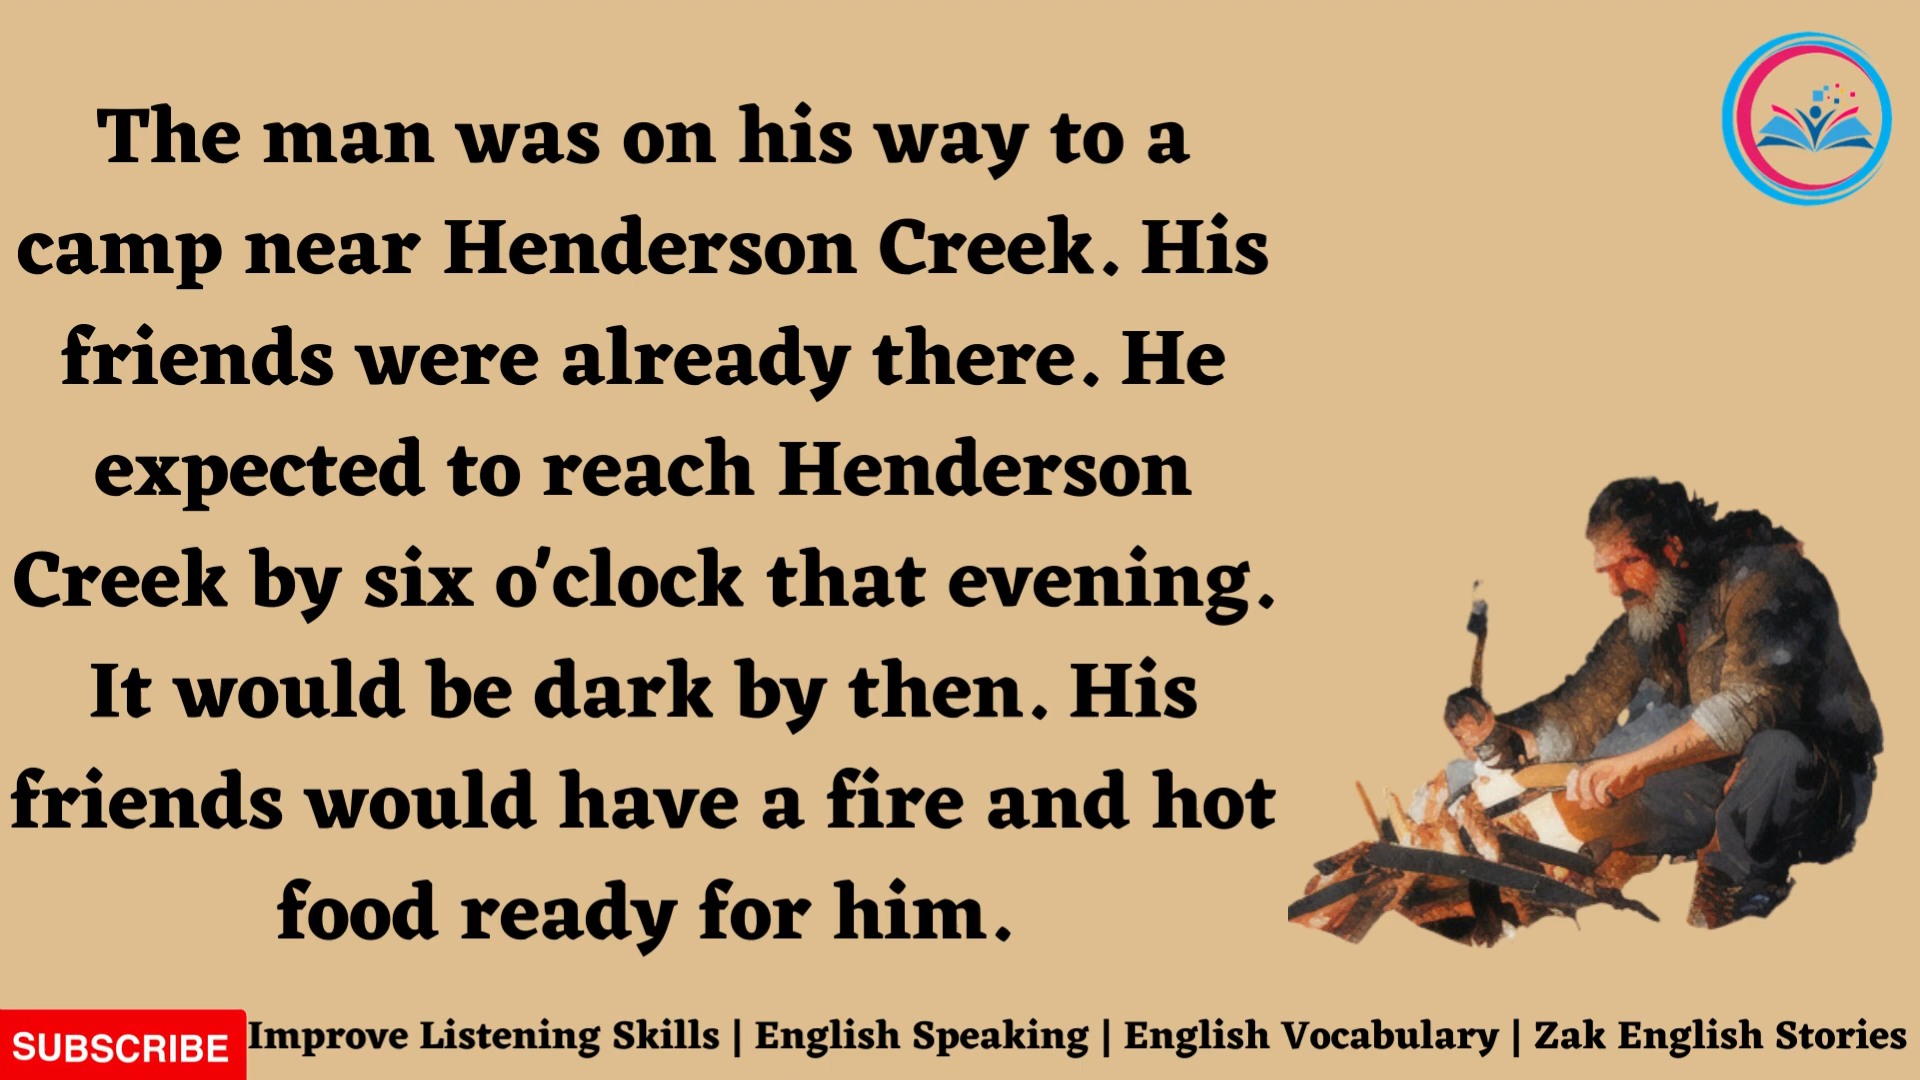 The man was on his way to a
camp near Henderson Creek. His
friends were already there. He
expected to reach Henderson
Creek by six o'clock that evening.
It would be dark by then. His
friends would have a fire and hot
food ready for him.
SUBSCRIBE
Improve Listening Skills | English Speaking | English Vocabulary | Zak English Stories